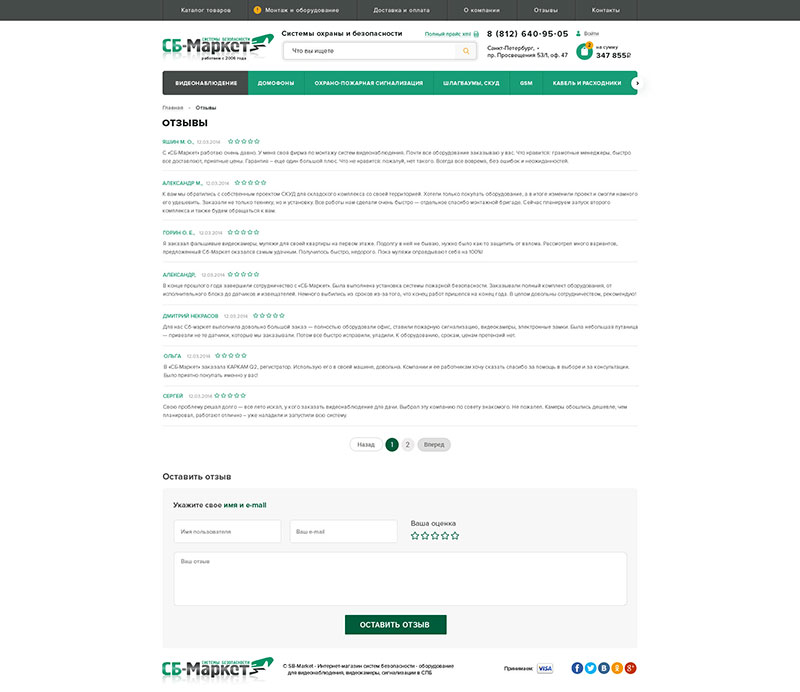 Каталог товаров
Монтаж и оборудование
Доставка и оплата
О компании
Отзывы
Контакты
СИСТЕМЫ БЕЗОПАСНОСТИ
СБ-Маркет
работаем с 2006 года
Системы охраны и безопасности
Полный прайс xml
Что вы ищете
8 (812) 640-95-05
Санкт-Петербург,
пр. Просвещения 53/1, оф. 47
Войти
2
на сумму
347 855₽
ВИДЕОНАБЛЮДЕНИЕ
ДОМОФОНЫ
ОХРАНО-ПОЖАРНАЯ СИГНАЛИЗАЦИЯ
ШЛАГБАУМЫ, СКУД
GSM
КАБЕЛЬ И РАСХОДНИКИ
Главная
Отзывы
ОТЗЫВЫ
ЯШИН М. О., 12.03.2014
С «СБ-Маркет» работаю очень давно. У меня своя фирма по монтажу систем видеонаблюдения. Почти все оборудование заказываю у вас. Что нравится: грамотные менеджеры, быстро
все доставляют, приятные цены. Гарантия – еще один большой плюс. Что не нравится: пожалуй, нет такого. Всегда все вовремя, без ошибок и неожиданностей.
АЛЕКСАНДР М., 12.03.2014
К вам мы обратились с собственным проектом СКУД для складского комплекса со своей территорией. Хотели только покупать оборудование, а в итоге изменили проект и смогли намного
его удешевить. Заказали не только технику, но и установку. Все работы нам сделали очень быстро — отдельное спасибо монтажной бригаде. Сейчас планируем запуск второго
комплекса и также будем обращаться к вам.
ГОРИН О. Е., 12.03.2014
Я заказал фальшивые видеокамеры, муляжи для своей квартиры на первом этаже. Подолгу в ней не бываю, нужно было как-то защитить от взлома. Рассмотрел много вариантов,
предложенный СБ-Маркет оказался самым удачным. Получилось быстро, недорого. Пока муляжи оправдывают себя на 100%!
АЛЕКСАНДР, 12.03.2014
В конце прошлого года завершили сотрудничество с «СБ-Маркет». Была выполнена установка системы пожарной безопасности. Заказывали полный комплект оборудования, от
исполнительного блока до датчиков и извещателей. Немного выбились из сроков из-за того, что конец работ пришелся на конец года. В целом довольны сотрудничеством, рекомендуют
ДМИТРИЙ НЕКРАСОВ 12.03.2014
Для нас СБ-маркет выполнила довольно большой заказ — полностью оборудовали офис, ставили пожарную сигнализацию, видеокамеры, электронные замки. Была небольшая путаница
— привезли не те датчики, которые мы заказывали. Потом все быстро исправили, уладили. К оборудованию, срокам, ценам претензий нет.
ОЛЬГА 12.03.2014
В «СБ-Маркет» заказала КАРКАМ Q2, регистратор. Использую его в своей машине, довольна. Компании и ее работникам хочу сказать спасибо за помощь в выборе и за консультации.
Было приятно покупать именно у вас!
СЕРГЕЙ 12.03.2014
Свою проблему решал долго — все лето искал, у кого заказать видеонаблюдение для дачи. Выбрал эту компанию по совету знакомого. Не пожалел. Камеры обошлись дешевле, чем
планировал, работают отлично – уже наладили и запустили всю систему.
Назад
1
2
Вперед
Оставить отзыв
Укажите свое имя и e-mail
Имя пользователя
Ваш e-mail
Ваша оценка
Ваш отзыв
ОСТАВИТЬ ОТЗЫВ
СИСТЕМЫ БЕЗОПАСНОСТИ
СБ-Маркет
© SB-Market - Интернет-магазин систем безопасности - оборудование
для видеонаблюдения, видеокамеры, сигнализации в СПБ
Принимаем:
VISA